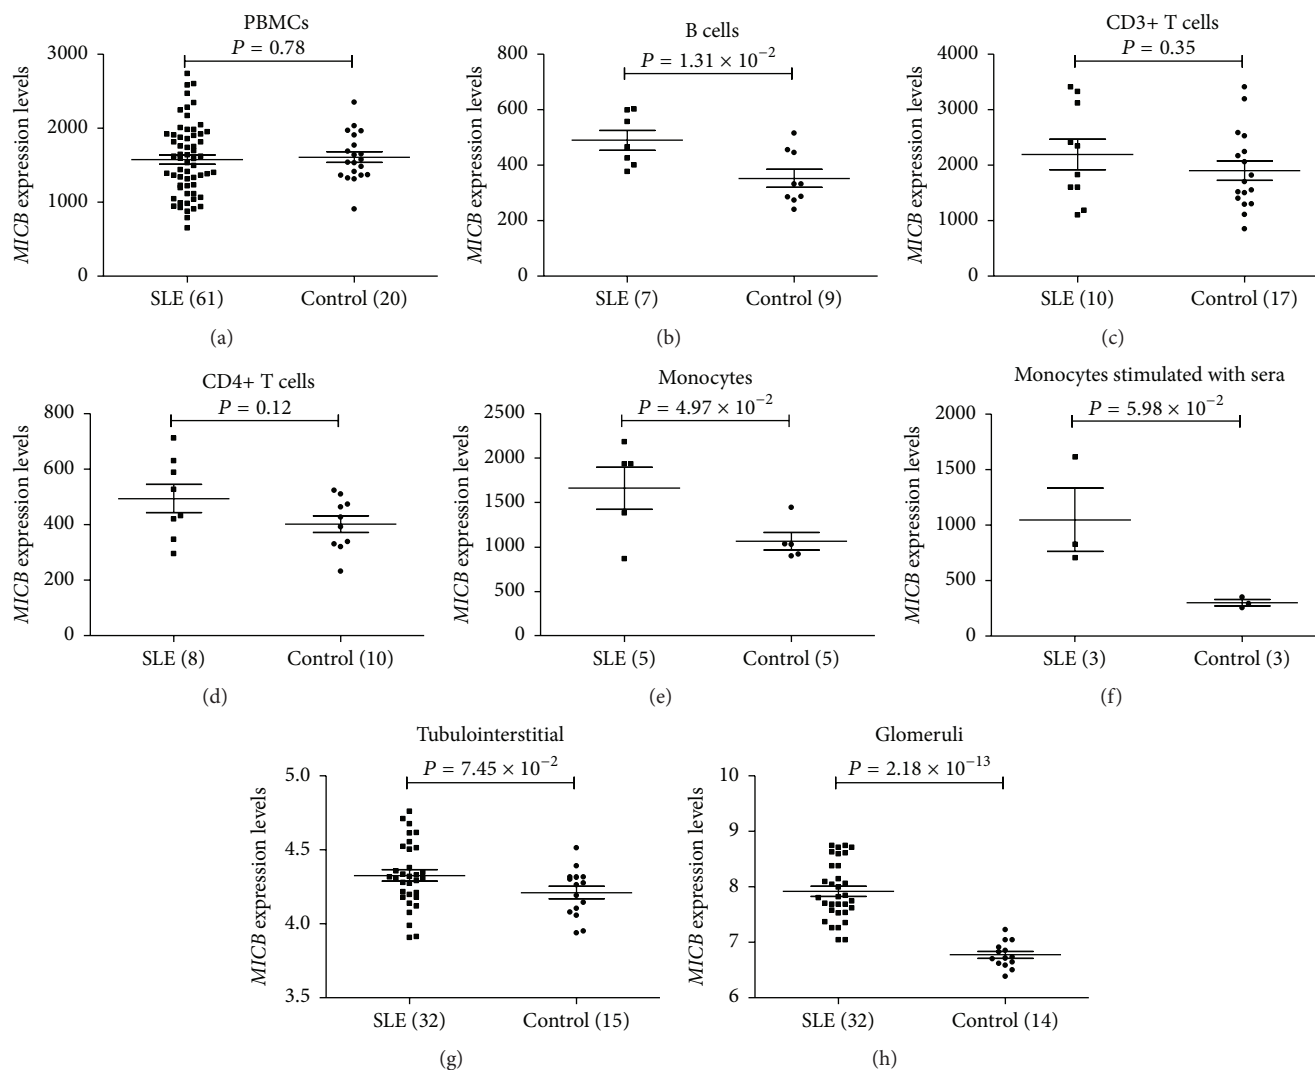 PBMCs
P = 0.78
MICB expression levels
3000
2000
1000
0
SLE (61)
Control (20)
(a)
B cells
P = 1.31 × 10⁻²
MICB expression levels
800
600
400
200
0
SLE (7)
Control (9)
(b)
CD3+ T cells
P = 0.35
MICB expression levels
4000
3000
2000
1000
0
SLE (10)
Control (17)
(c)
CD4+ T cells
P = 0.12
MICB expression levels
800
600
400
200
0
SLE (8)
Control (10)
(d)
Monocytes
P = 4.97 × 10⁻²
MICB expression levels
2500
2000
1500
1000
500
0
SLE (5)
Control (5)
(e)
Monocytes stimulated with sera
P = 5.98 × 10⁻²
MICB expression levels
2000
1500
1000
500
0
SLE (3)
Control (3)
(f)
Tubulointerstitial
P = 7.45 × 10⁻²
MICB expression levels
5.0
4.5
4.0
3.5
SLE (32)
Control (15)
(g)
Glomeruli
P = 2.18 × 10⁻¹³
MICB expression levels
10
9
8
7
6
SLE (32)
Control (14)
(h)